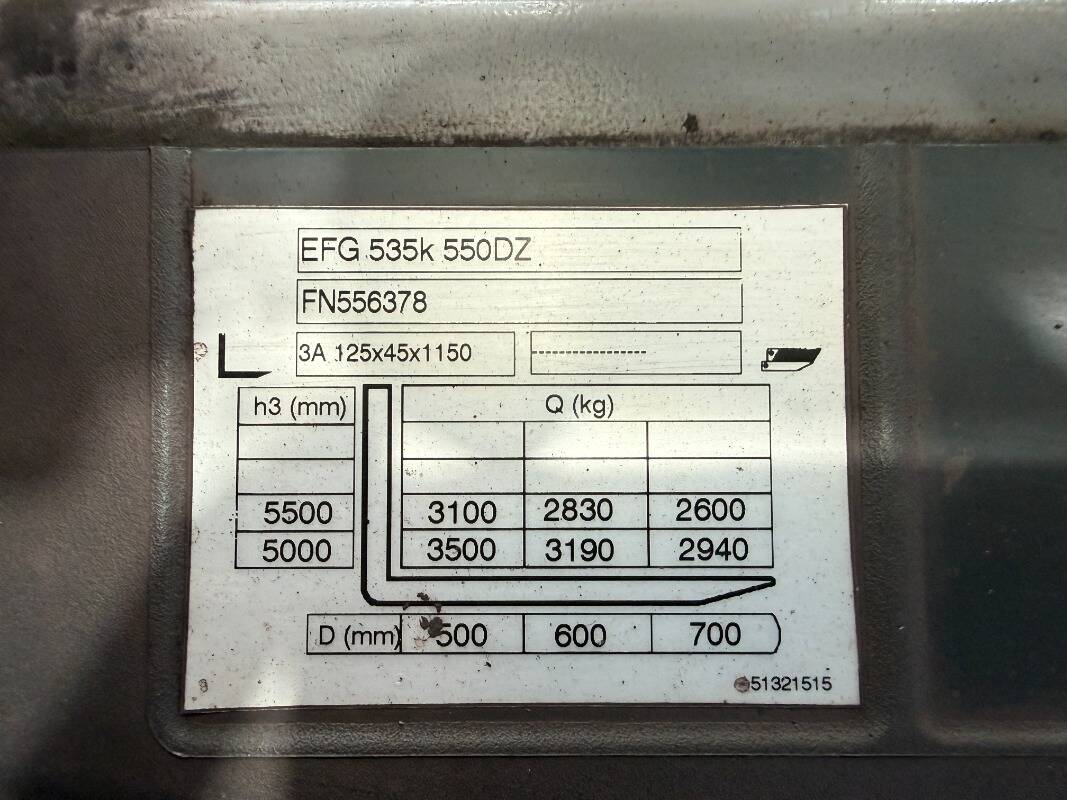 EFG 535k 550DZ
FN556378
3A 125x45x1150 -------------------
h3 (mm) Q (kg)
5500 3100 2830 2600
5000 3500 3190 2940
D (mm) 500 600 700
51321515